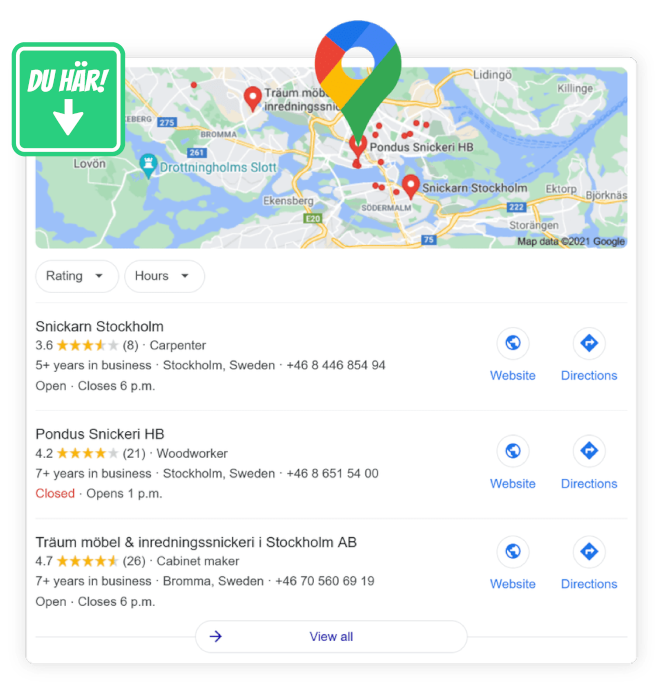 DU HÄR!
Lidingö
Killinge
Träum möb
inredningssnic
EBERG
275
BROMMA
261
Lovön
Drottningholms Slott
Pondus Snickeri HB
Snickarn Stockholm
Ektorp
Björknäs
Ekensberg
SÖDERMALM
222
E20
Storängen
75
Map data ©2021 Google
Rating
Hours
Snickarn Stockholm
3.6 (8) · Carpenter
5+ years in business · Stockholm, Sweden · +46 8 446 854 94
Open · Closes 6 p.m.
Website
Directions
Pondus Snickeri HB
4.2 (21) · Woodworker
7+ years in business · Stockholm, Sweden · +46 8 651 54 00
Closed · Opens 1 p.m.
Website
Directions
Träum möbel & inredningssnickeri i Stockholm AB
4.7 (26) · Cabinet maker
7+ years in business · Bromma, Sweden · +46 70 560 69 19
Open · Closes 6 p.m.
Website
Directions
View all